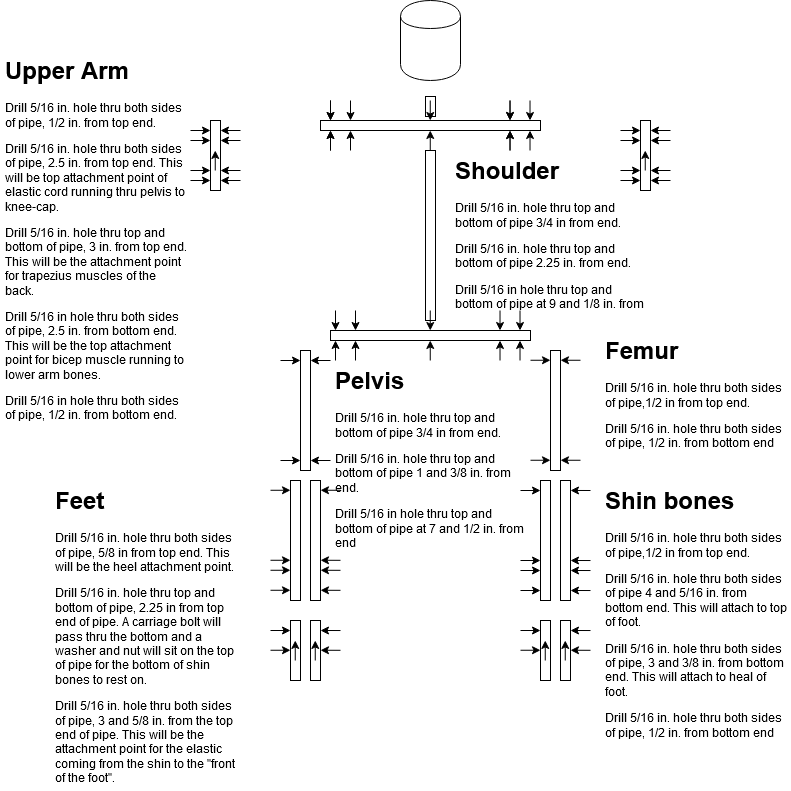 Upper Arm
Drill 5/16 in. hole thru both sides
of pipe, 1/2 in. from top end.
Drill 5/16 in. hole thru both sides
of pipe, 2.5 in. from top end. This
will be top attachment point of
elastic cord running thru pelvis to
knee-cap.
Drill 5/16 in. hole thru top and
bottom of pipe, 3 in. from top end.
This will be the attachment point
for trapezius muscles of the
back.
Drill 5/16 in. hole thru both sides
of pipe, 2.5 in. from bottom end.
This will be the top attachment
point for bicep muscle running to
lower arm bones.
Drill 5/16 in hole thru both sides
of pipe, 1/2 in. from bottom end.
Shoulder
Drill 5/16 in. hole thru top and
bottom of pipe 3/4 in from end.
Drill 5/16 in. hole thru top and
bottom of pipe 2.25 in. from end.
Drill 5/16 in hole thru top and
bottom of pipe at 9 and 1/8 in. from
Pelvis
Drill 5/16 in. hole thru top and
bottom of pipe 3/4 in from end.
Drill 5/16 in. hole thru top and
bottom of pipe 1 and 3/8 in. from
end.
Drill 5/16 in hole thru top and
bottom of pipe at 7 and 1/2 in. from
end
Femur
Drill 5/16 in. hole thru both sides
of pipe,1/2 in from top end.
Drill 5/16 in. hole thru both sides
of pipe, 1/2 in. from bottom end
Feet
Drill 5/16 in. hole thru both sides
of pipe, 5/8 in from top end. This
will be the heel attachment point.
Drill 5/16 in. hole thru top and
bottom of pipe, 2.25 in from top
end of pipe. A carriage bolt will
pass thru the bottom and a
washer and nut will sit on the top
of pipe for the bottom of shin
bones to rest on.
Drill 5/16 in. hole thru both sides
of pipe, 3 and 5/8 in. from the top
end of pipe. This will be the
attachment point for the elastic
coming from the shin to the "front
of the foot".
Shin bones
Drill 5/16 in. hole thru both sides
of pipe,1/2 in from top end.
Drill 5/16 in. hole thru both sides
of pipe 4 and 5/16 in. from
bottom end. This will attach to top
of foot.
Drill 5/16 in. hole thru both sides
of pipe, 3 and 3/8 in. from bottom
end. This will attach to heal of
foot.
Drill 5/16 in. hole thru both sides
of pipe, 1/2 in. from bottom end